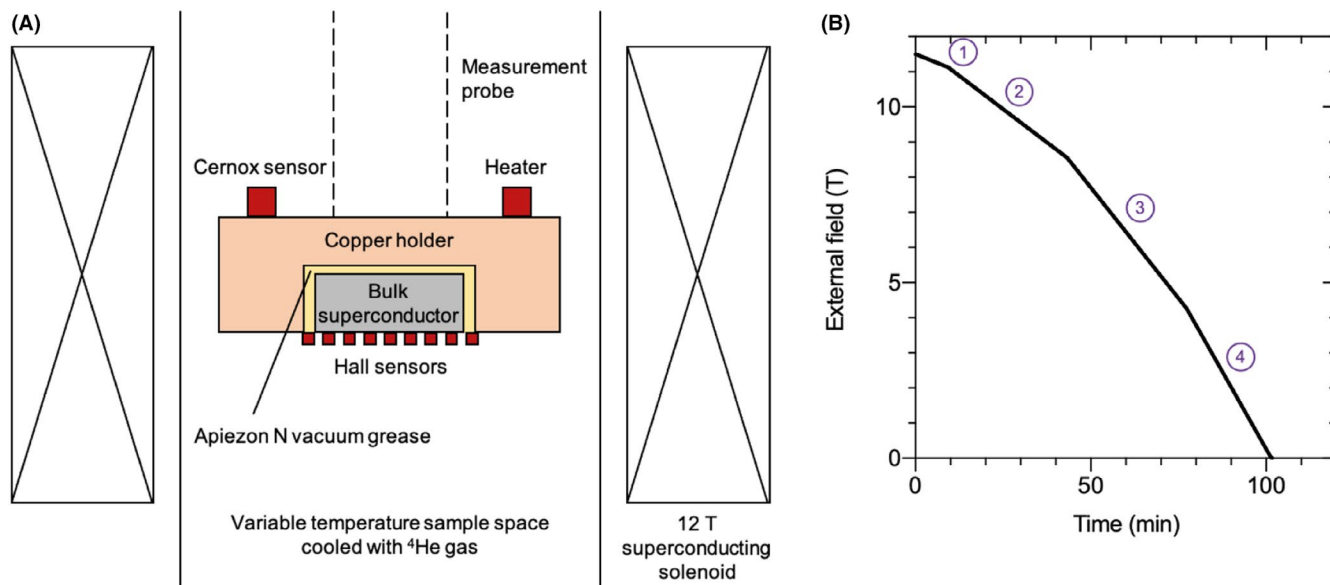 (A)
Measurement
probe
Cernox sensor
Heater
Copper holder
Bulk
superconductor
Hall sensors
Apiezon N vacuum grease
Variable temperature sample space
cooled with ⁴He gas
12 T
superconducting
solenoid
(B)
External field (T)
10
5
0
1
2
3
4
0
50
100
Time (min)